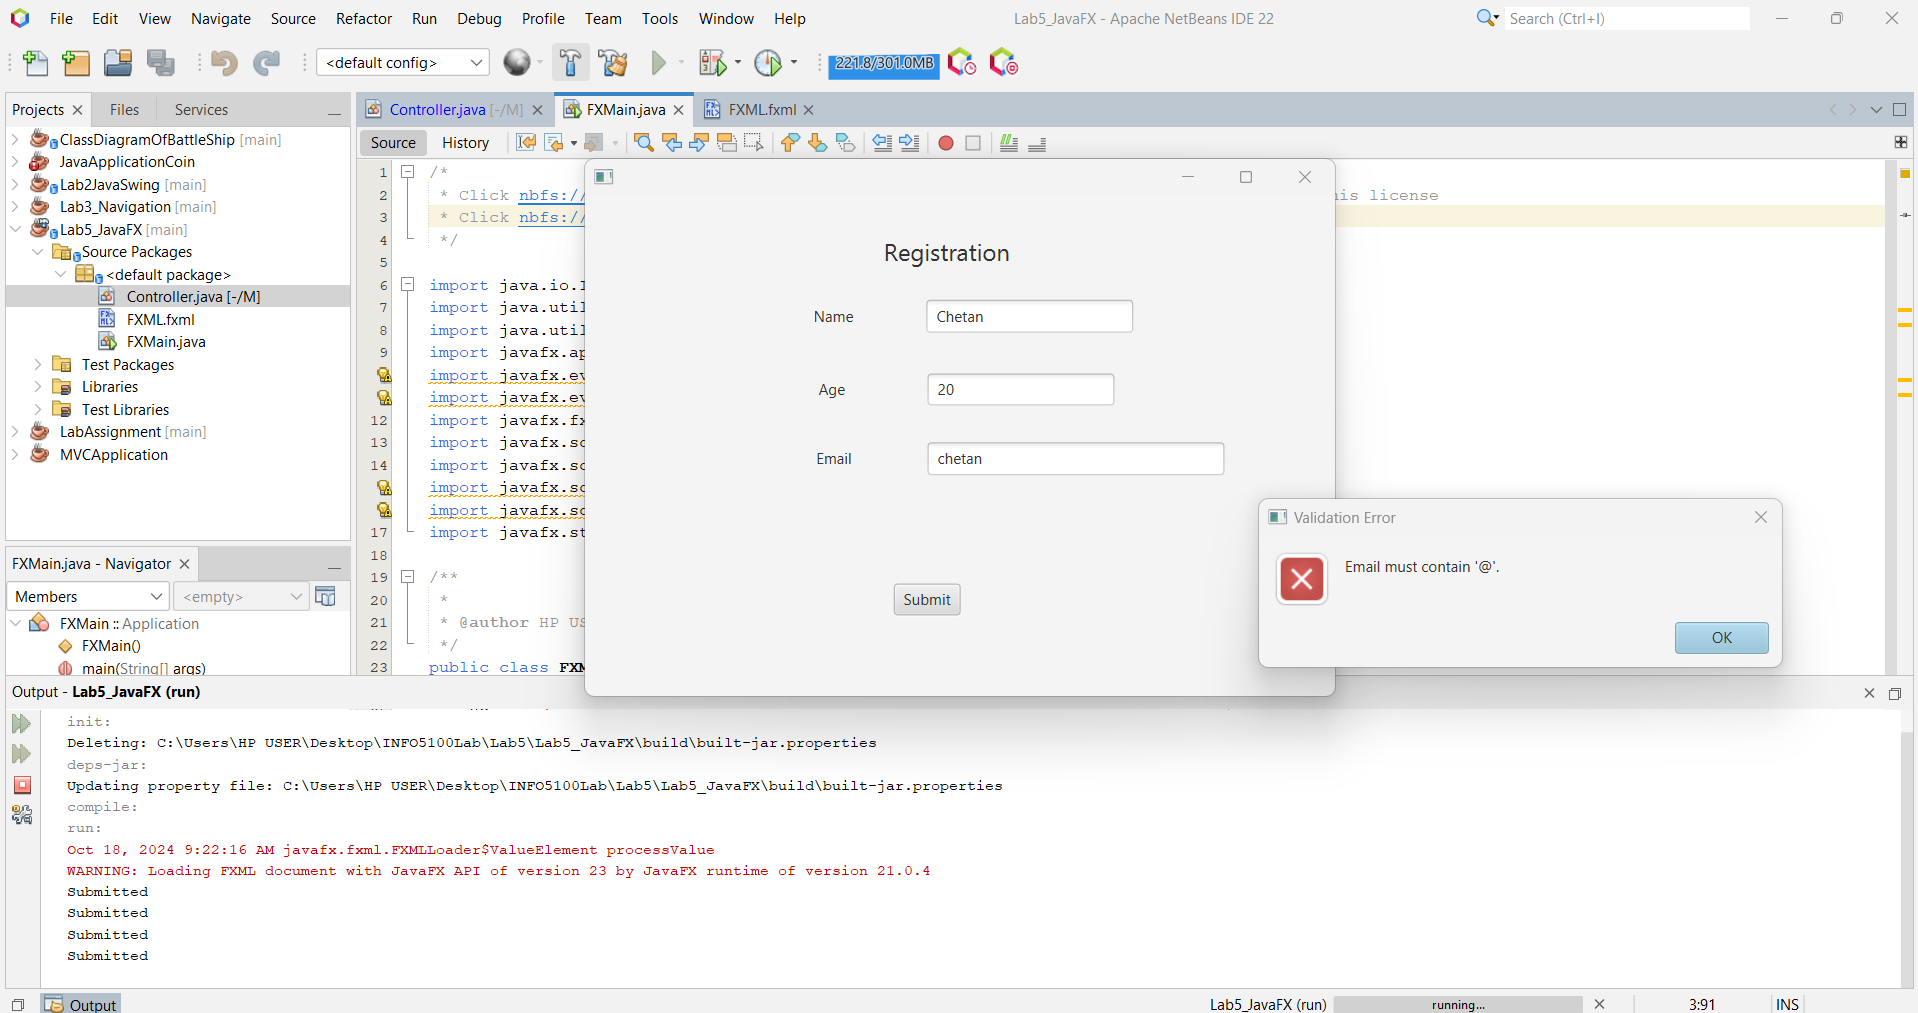 File Edit View Navigate Source Refactor Run Debug Profile Team Tools Window Help
Lab5_JavaFX - Apache NetBeans IDE 22
Search (Ctrl+I)
<default config>
221.8/301.0MB
Projects Files Services
Controller.java [-/M] FXMain.java FXML.fxml
Source History
ClassDiagramOfBattleShip [main]
JavaApplicationCoin
Lab2JavaSwing [main]
Lab3_Navigation [main]
Lab5_JavaFX [main]
Source Packages
<default package>
Controller.java [-/M]
FXML.fxml
FXMain.java
Test Packages
Libraries
Test Libraries
LabAssignment [main]
MVCApplication
FXMain.java - Navigator
Members <empty>
FXMain :: Application
FXMain()
main(String[] args)
1 /*
2 * Click nbfs:// his license
3 * Click nbfs://
4 */
5
6 import java.io.I
7 import java.util
8 import java.util
9 import javafx.ap
import javafx.ev
import javafx.ev
12 import javafx.fx
13 import javafx.sc
14 import javafx.sc
import javafx.sc
import javafx.sc
17 import javafx.st
18
19 /**
20 *
21 * @author HP US
22 */
23 public class FXM
Registration
Name Chetan
Age 20
Email chetan
Submit
Validation Error
Email must contain '@'.
OK
Output - Lab5_JavaFX (run)
init:
Deleting: C:\Users\HP USER\Desktop\INFO5100Lab\Lab5\Lab5_JavaFX\build\built-jar.properties
deps-jar:
Updating property file: C:\Users\HP USER\Desktop\INFO5100Lab\Lab5\Lab5_JavaFX\build\built-jar.properties
compile:
run:
Oct 18, 2024 9:22:16 AM javafx.fxml.FXMLLoader$ValueElement processValue
WARNING: Loading FXML document with JavaFX API of version 23 by JavaFX runtime of version 21.0.4
Submitted
Submitted
Submitted
Submitted
Output
Lab5_JavaFX (run) running... 3:91 INS